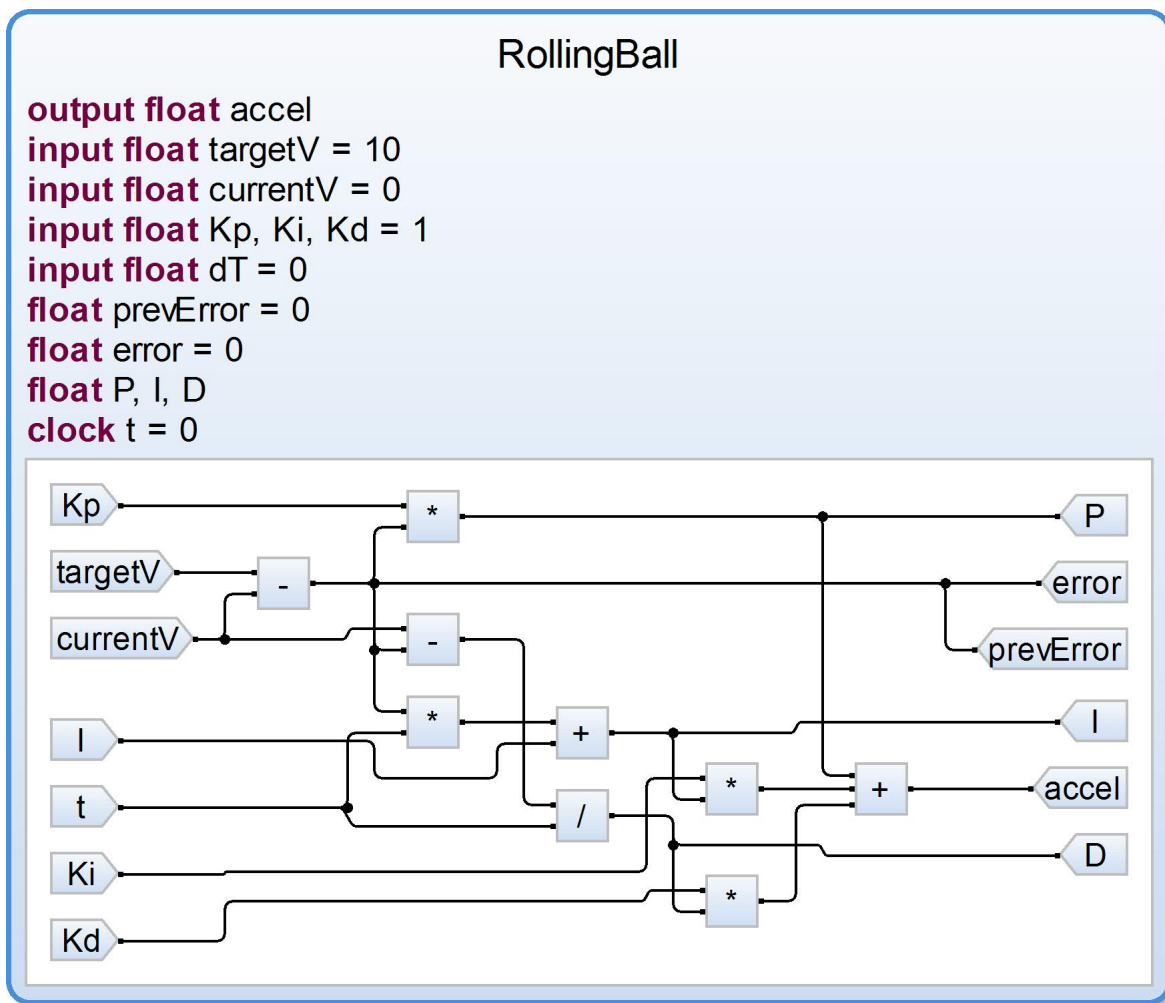 RollingBall
output float accel
input float targetV = 10
input float currentV = 0
input float Kp, Ki, Kd = 1
input float dT = 0
float prevError = 0
float error = 0
float P, I, D
clock t = 0
Kp
*
P
targetV
-
error
currentV
-
prevError
I
*
+
I
t
*
+
accel
/
Ki
D
*
Kd